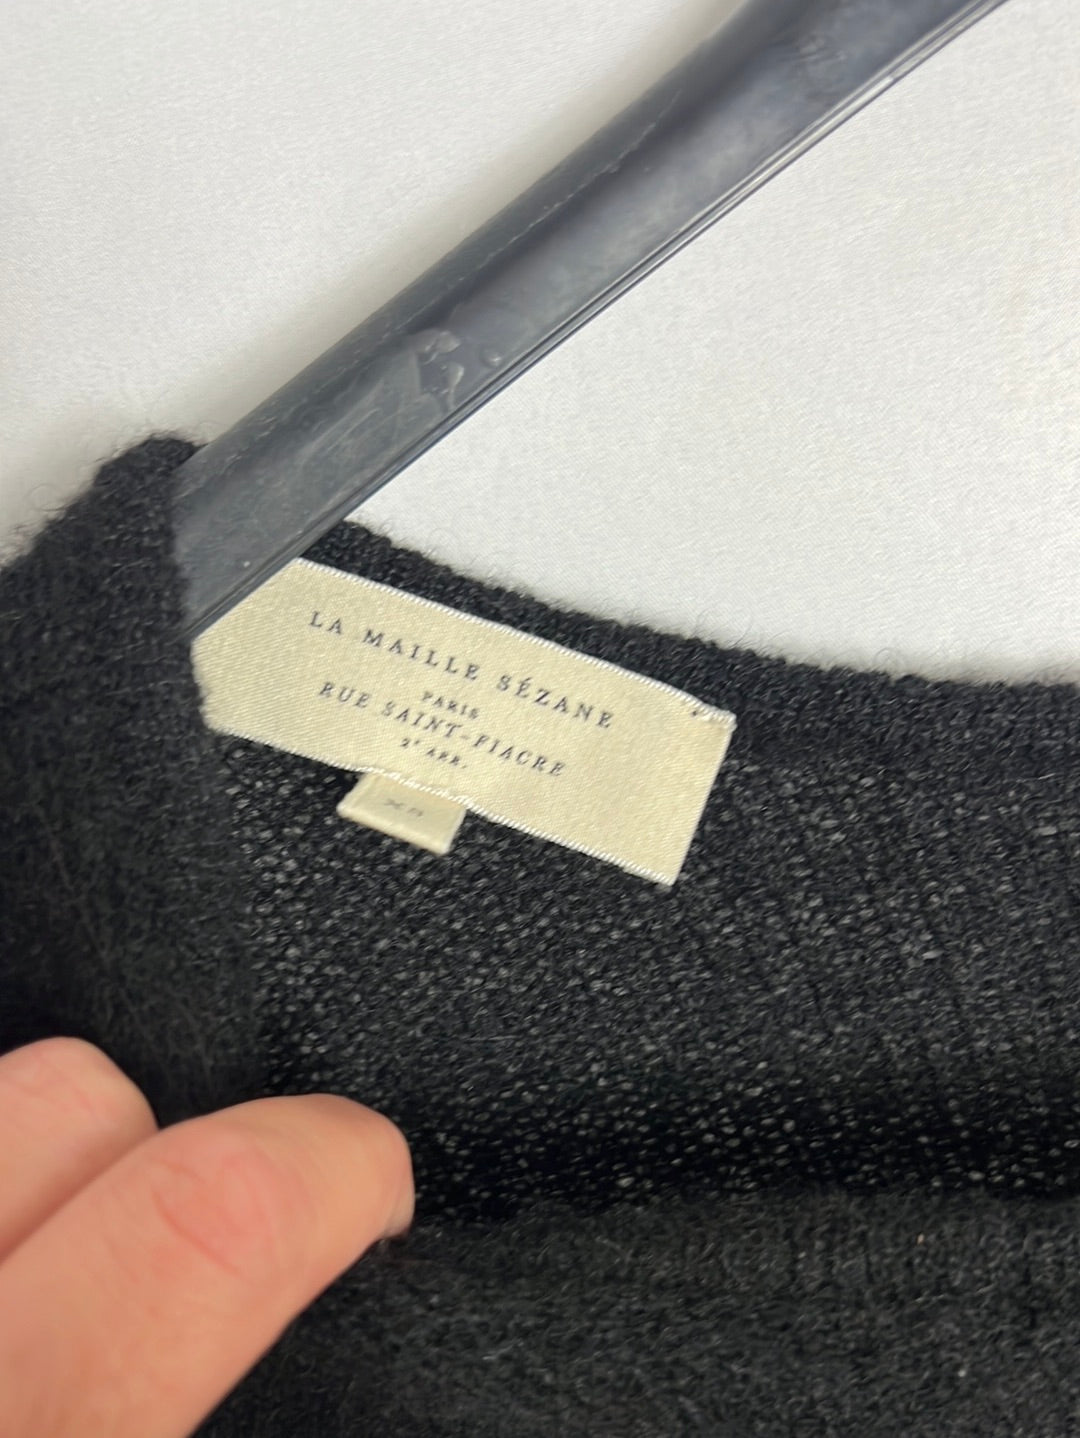 LA MAILLE SÉZANE
PARIS
RUE SAINT-FIACRE
2ᵉ ARR.
XS